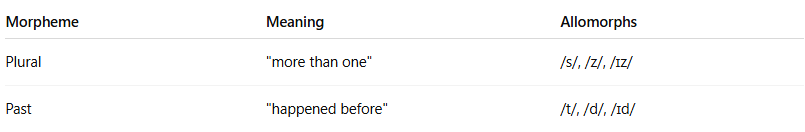 Morpheme Meaning Allomorphs
Plural "more than one" /s/, /z/, /ɪz/
Past "happened before" /t/, /d/, /ɪd/